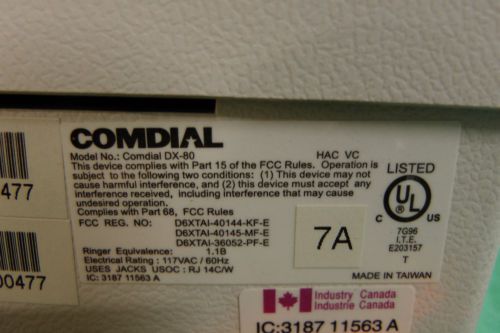 COMDIAL
Model No.: Comdial DX-80 HAC VC
This device complies with Part 15 of the FCC Rules. Operation is
subject to the following two conditions: (1) This device may not
cause harmful interference, and (2) this device must accept any
interference received, including interference that may cause
undesired operation.
Complies with Part 68, FCC Rules
FCC REG. NO: D6XTAI-40144-KF-E
D6XTAI-40145-MF-E
D6XTAI-36052-PF-E
Ringer Equivalence: 1.1B
Electrical Rating : 117VAC / 60Hz
USES JACKS USOC : RJ 14C/W
IC: 3187 11563 A
7A
LISTED
UL
C US
7G96
I.T.E.
E203157
T
MADE IN TAIWAN
Industry Canada
Industrie Canada
IC:3187 11563 A
0477
00477